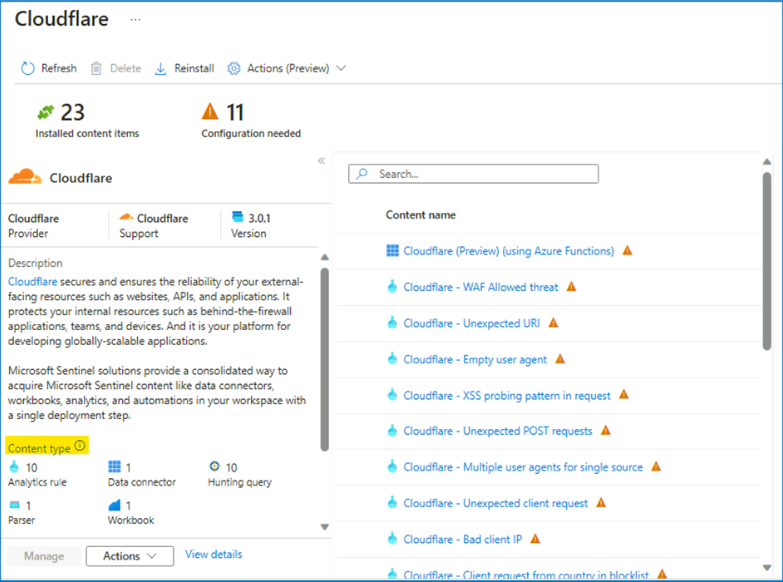 Cloudflare ...
Refresh Delete Reinstall Actions (Preview)
23 11
Installed content items Configuration needed
Cloudflare
Cloudflare Cloudflare 3.0.1
Provider Support Version
Description
Cloudflare secures and ensures the reliability of your external-
facing resources such as websites, APIs, and applications. It
protects your internal resources such as behind-the-firewall
applications, teams, and devices. And it is your platform for
developing globally-scalable applications.
Microsoft Sentinel solutions provide a consolidated way to
acquire Microsoft Sentinel content like data connectors,
workbooks, analytics, and automations in your workspace with
a single deployment step.
Content type
10 1 10
Analytics rule Data connector Hunting query
1 1
Parser Workbook
Manage Actions View details
Search...
Content name
Cloudflare (Preview) (using Azure Functions)
Cloudflare - WAF Allowed threat
Cloudflare - Unexpected URI
Cloudflare - Empty user agent
Cloudflare - XSS probing pattern in request
Cloudflare - Unexpected POST requests
Cloudflare - Multiple user agents for single source
Cloudflare - Unexpected client request
Cloudflare - Bad client IP
Cloudflare - Client request from country in blocklist